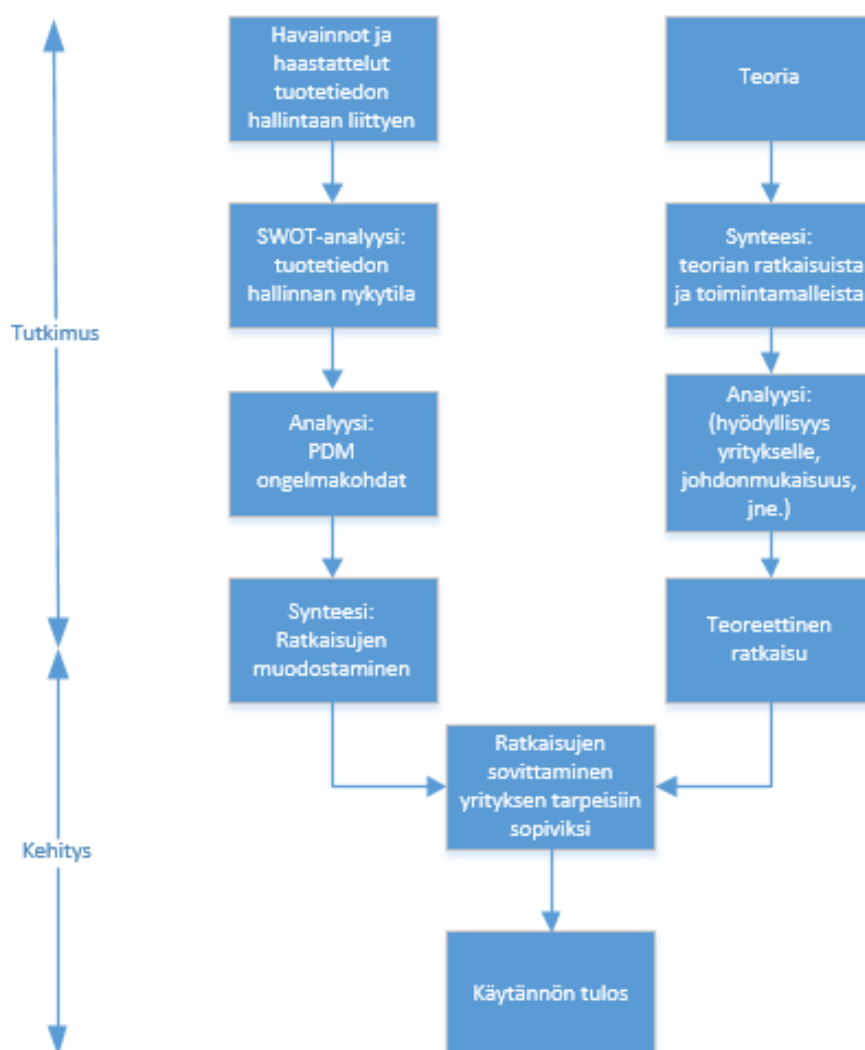 Havainnot ja
haastattelut
tuotetiedon
hallintaan liittyen
Teoria
SWOT-analyysi:
tuotetiedon
hallinnan nykytila
Synteesi:
teorian ratkaisuista
ja toimintamalleista
Tutkimus
Analyysi:
PDM
ongelmakohdat
Analyysi:
(hyödyllisyys
yritykselle,
johdonmukaisuus,
jne.)
Synteesi:
Ratkaisujen
muodostaminen
Teoreettinen
ratkaisu
Ratkaisujen
sovittaminen
yrityksen tarpeisiin
sopiviksi
Kehitys
Käytännön tulos